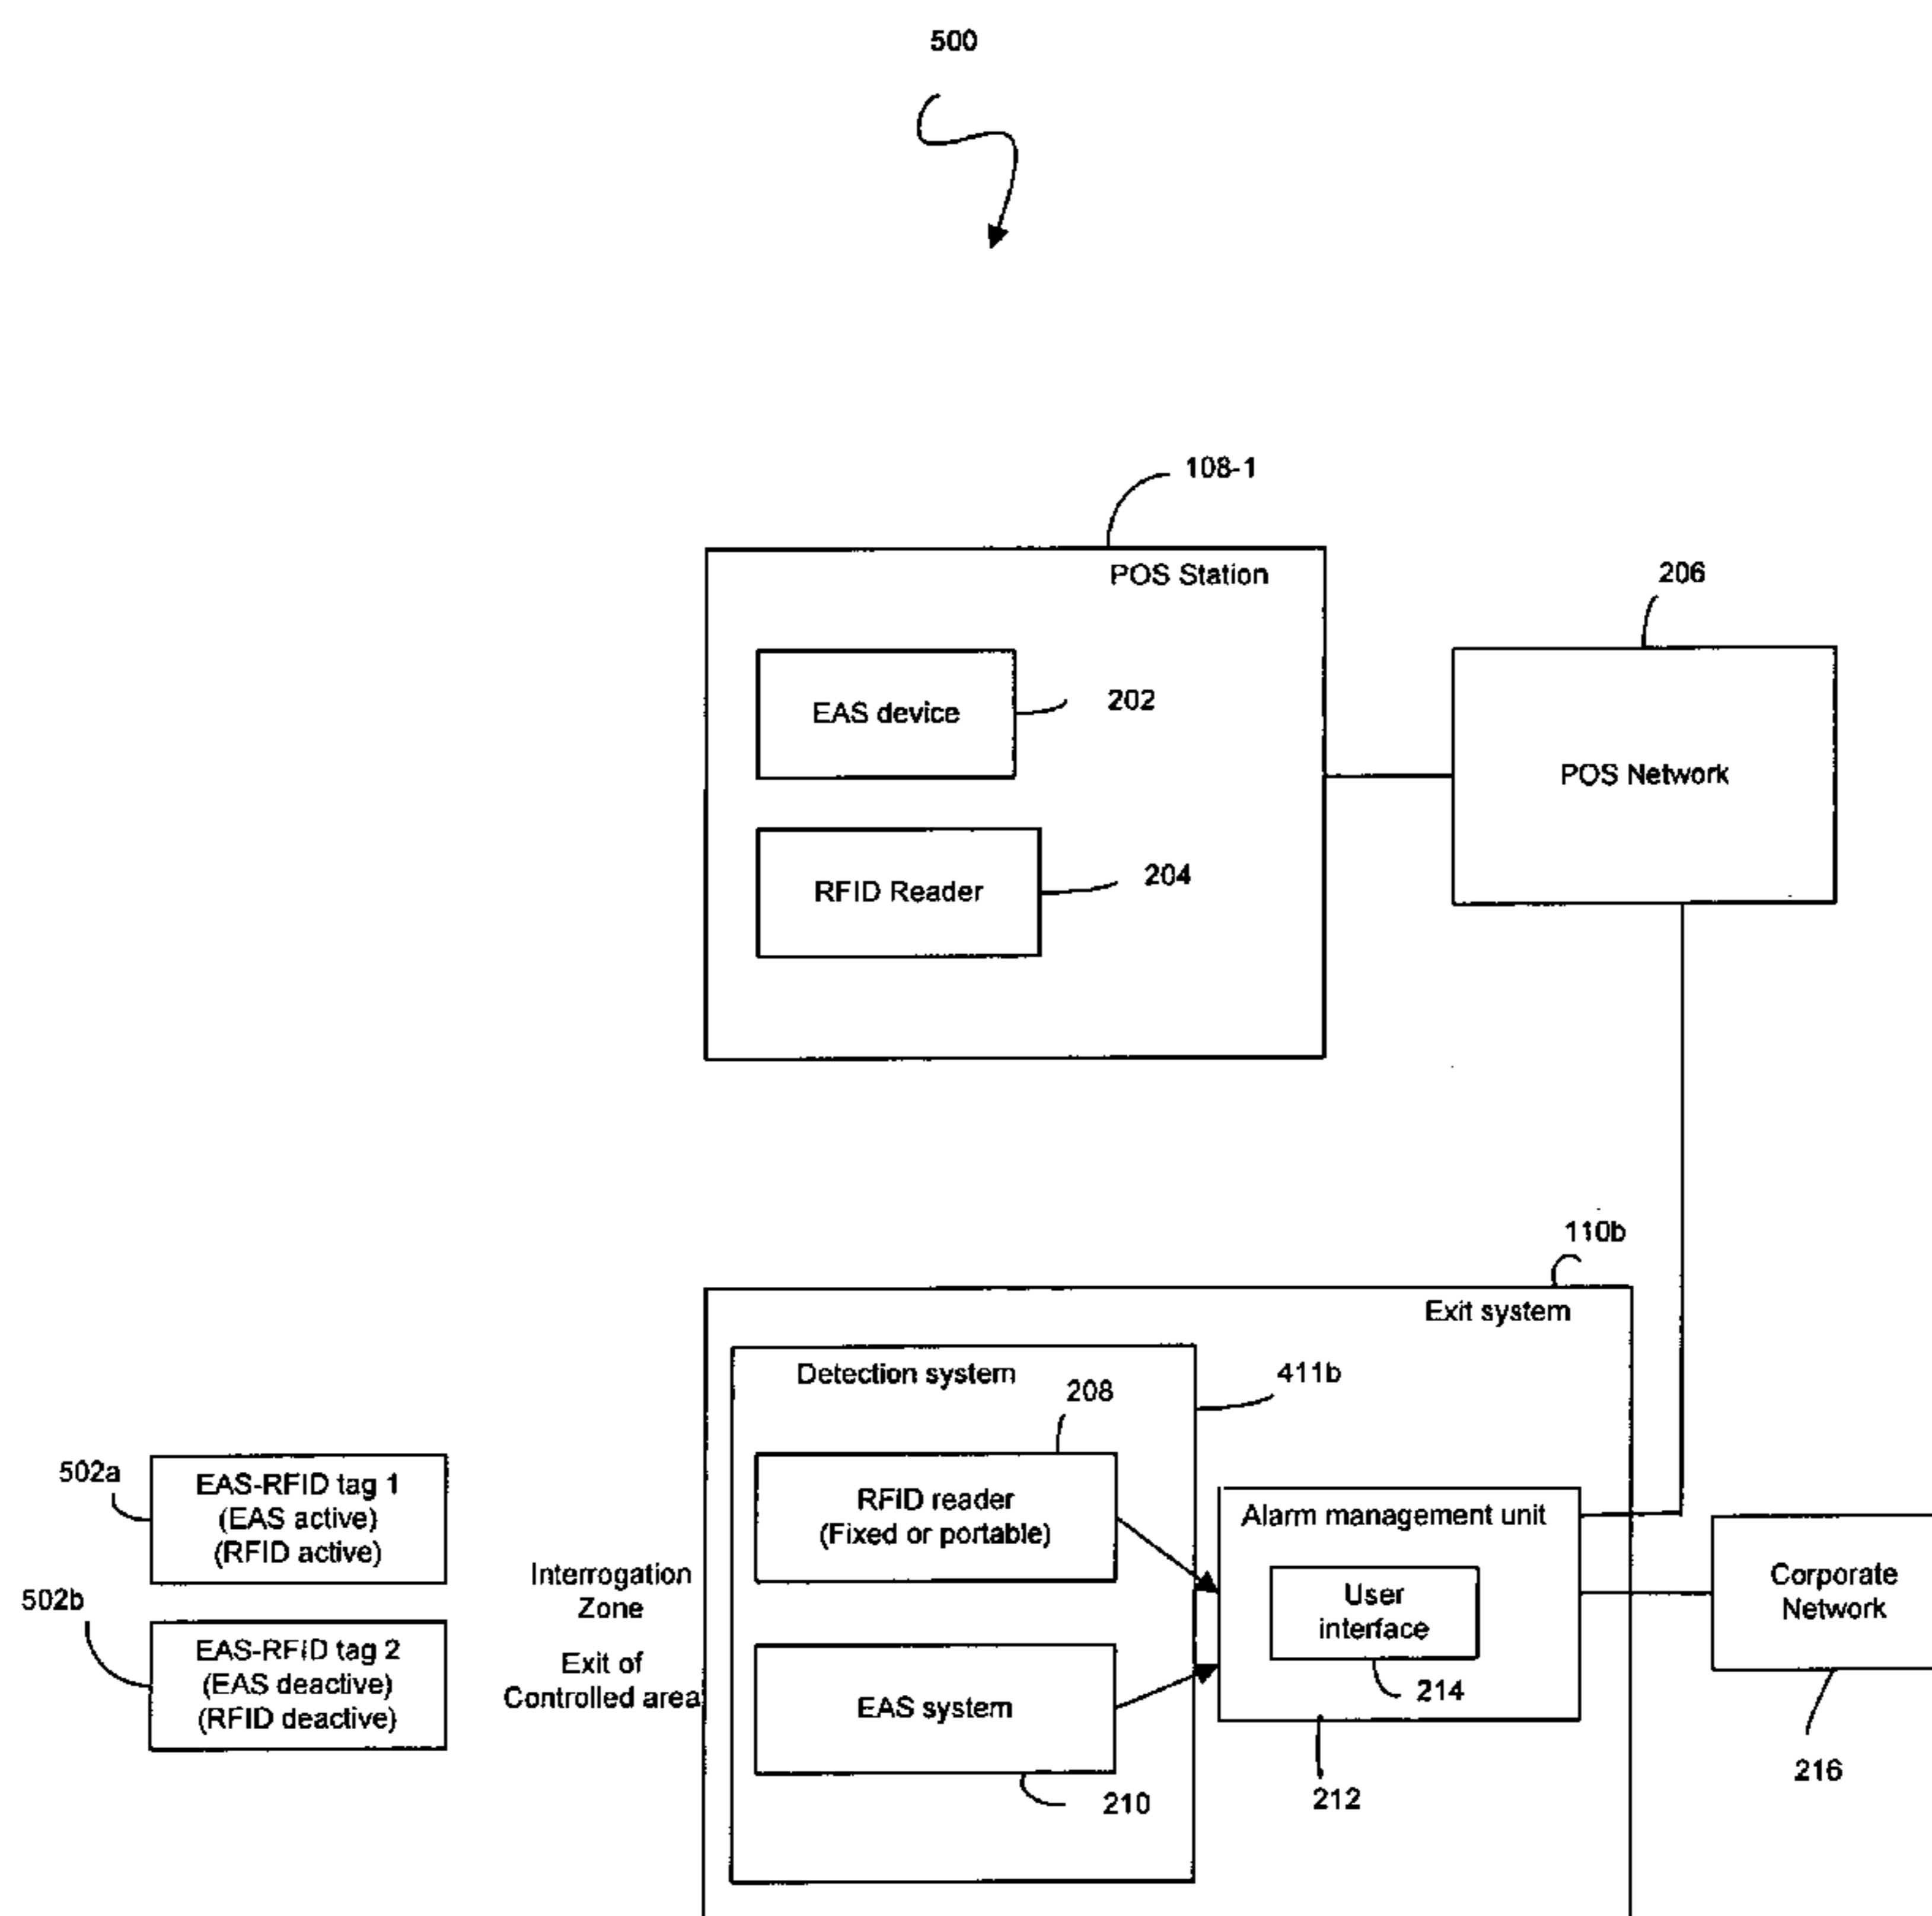 500
108-1
POS Station
206
EAS device
202
POS Network
RFID Reader
204
110b
Exit system
Detection system
411b
208
502a
EAS-RFID tag 1
(EAS active)
(RFID active)
RFID reader
(Fixed or portable)
Alarm management unit
Interrogation
Zone
User
interface
Corporate
Network
502b
EAS-RFID tag 2
(EAS deactive)
(RFID deactive)
Exit of
Controlled area
EAS system
214
216
210
212